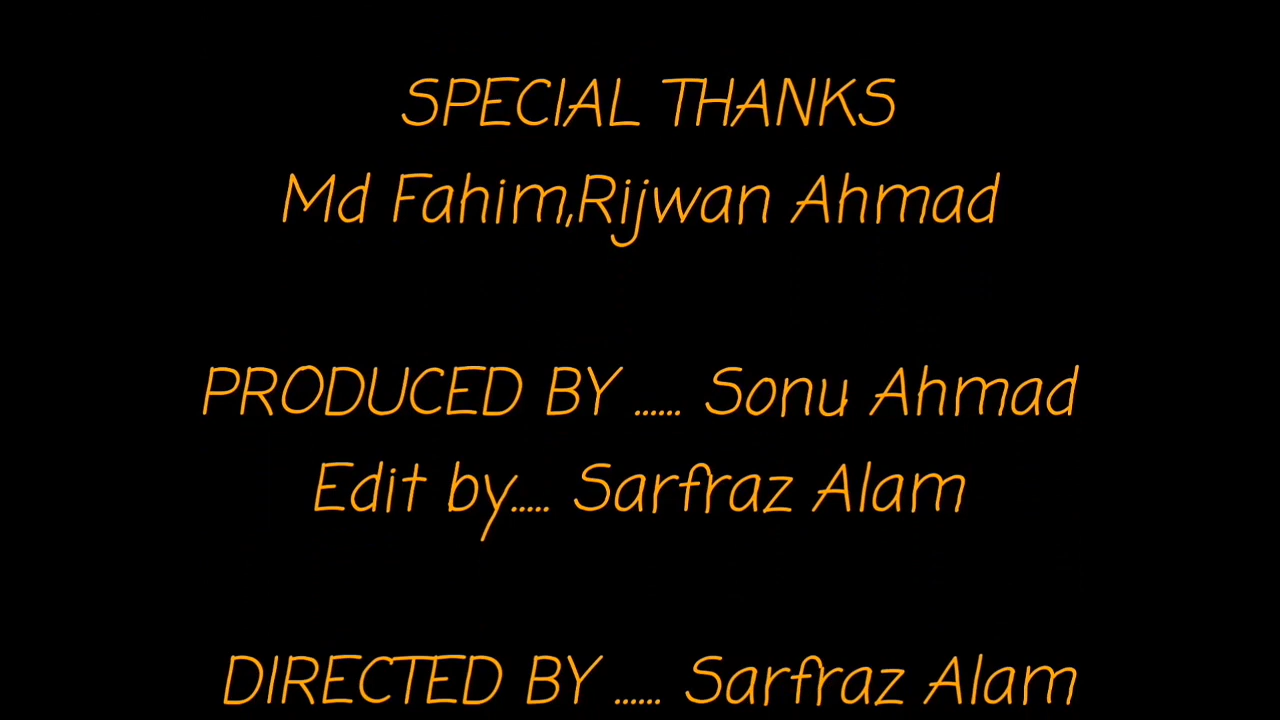 SPECIAL THANKS
Md Fahim,Rijwan Ahmad
PRODUCED BY ...... Sonu Ahmad
Edit by..... Sarfraz Alam
DIRECTED BY ...... Sarfraz Alam